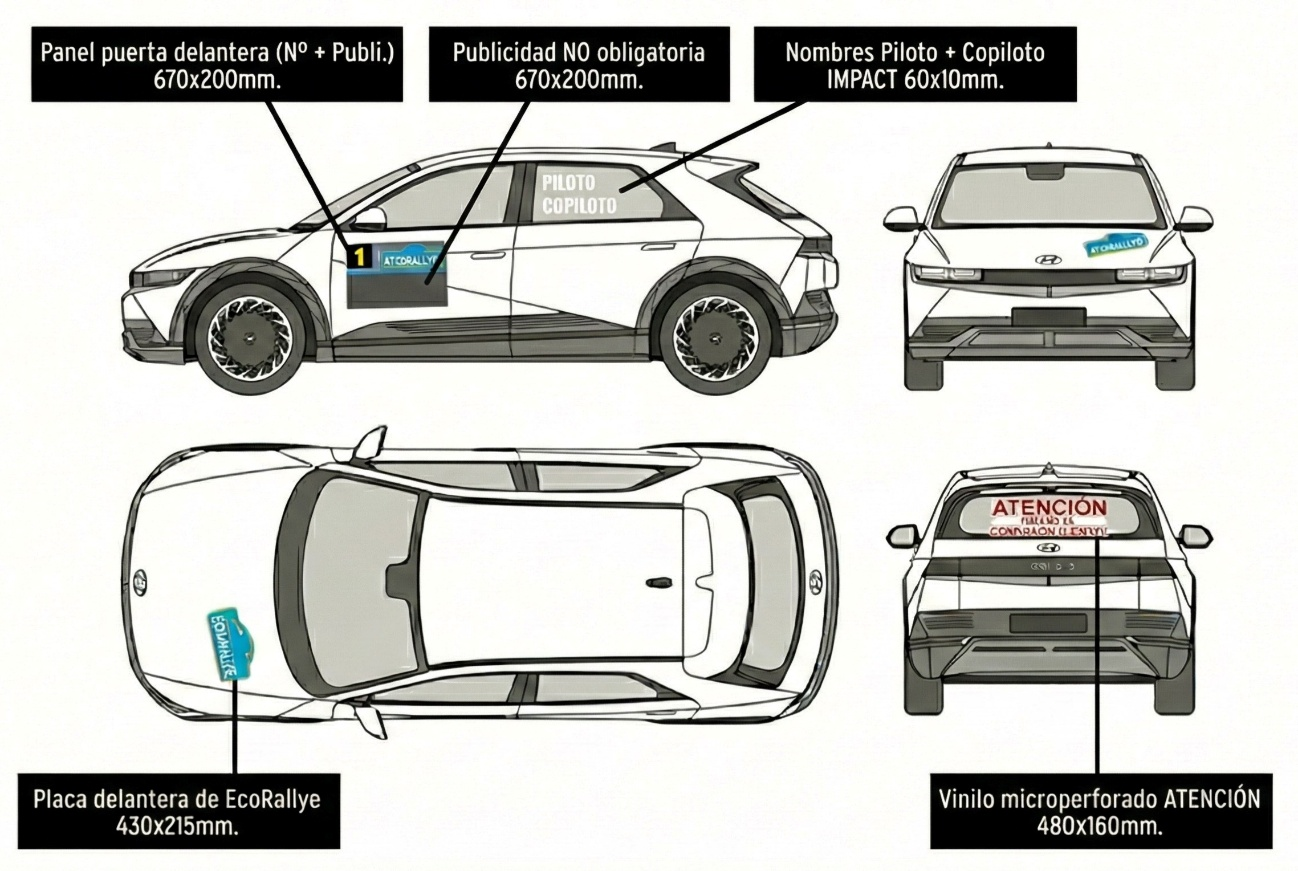 Panel puerta delantera (Nº + Publi.)
670x200mm.
Publicidad NO obligatoria
670x200mm.
Nombres Piloto + Copiloto
IMPACT 60x10mm.
PILOTO
COPILOTO
1
ATENCIÓN
Placa delantera de EcoRallye
430x215mm.
Vinilo microperforado ATENCIÓN
480x160mm.